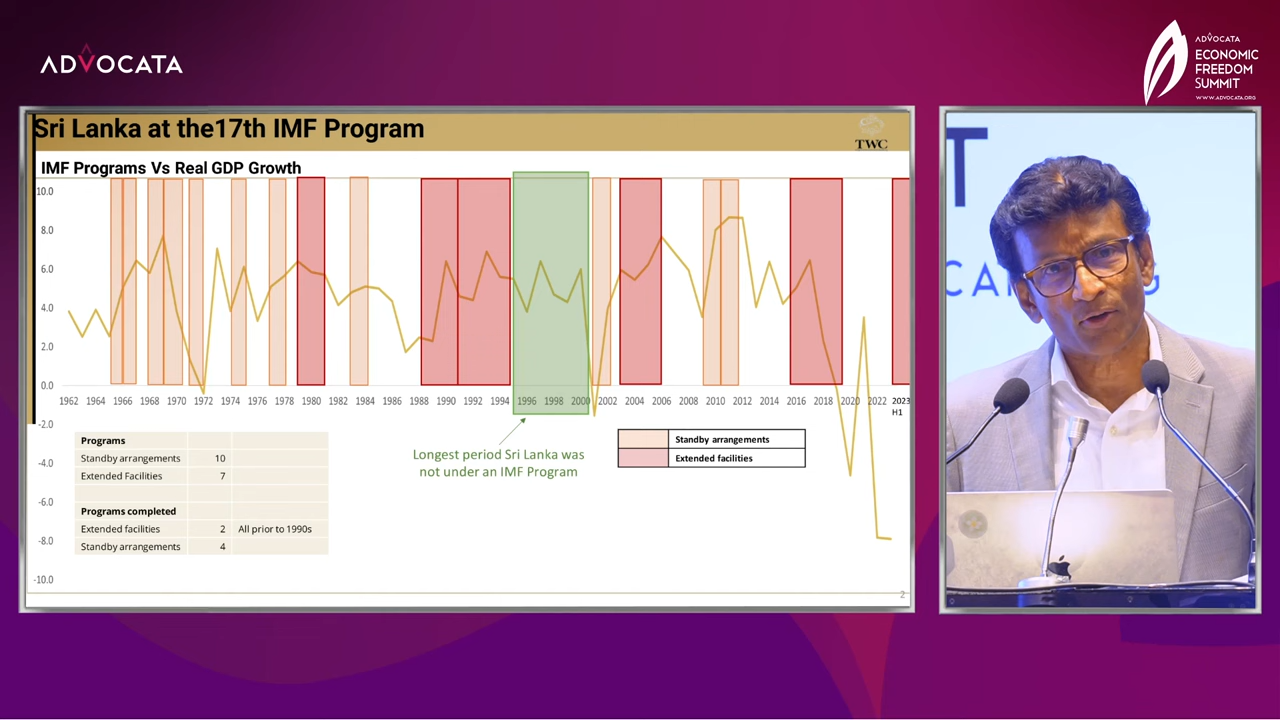 ADVOCATA
ADVOCATA
ECONOMIC
FREEDOM
SUMMIT
WWW.ADVOCATA.ORG
Sri Lanka at the17th IMF Program
TWC
IMF Programs Vs Real GDP Growth
10.0
8.0
6.0
4.0
2.0
0.0
1962 1964 1966 1968 1970 1972 1974 1976 1978 1980 1982 1984 1986 1988 1990 1992 1994 1996 1998 2000 2002 2004 2006 2008 2010 2012 2014 2016 2018 2020 2022 2023
H1
-2.0
-4.0
-6.0
-8.0
-10.0
Programs
Standby arrangements 10
Extended Facilities 7
Programs completed
Extended facilities 2 All prior to 1990s
Standby arrangements 4
Longest period Sri Lanka was
not under an IMF Program
Standby arrangements
Extended facilities
2
T